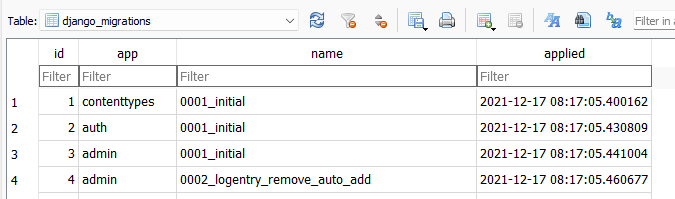 Table: django_migrations Filter in a
id app name applied
Filter Filter Filter Filter
1 1 contenttypes 0001_initial 2021-12-17 08:17:05.400162
2 2 auth 0001_initial 2021-12-17 08:17:05.430809
3 3 admin 0001_initial 2021-12-17 08:17:05.441004
4 4 admin 0002_logentry_remove_auto_add 2021-12-17 08:17:05.460677